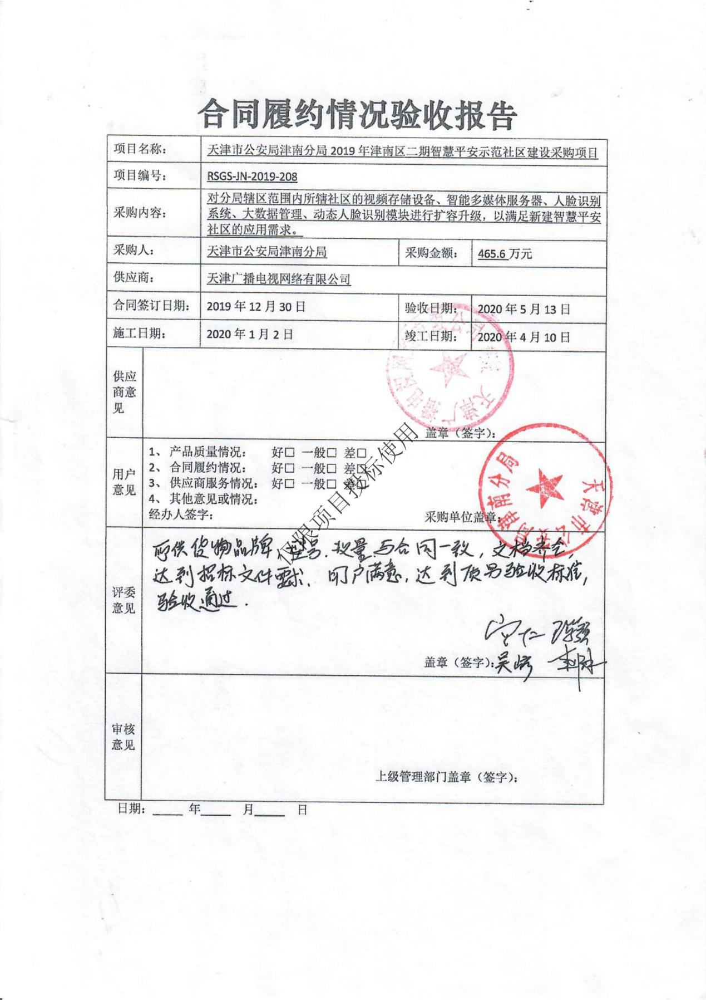 合同履约情况验收报告
项目名称： 天津市公安局津南分局 2019 年津南区二期智慧平安示范社区建设采购项目
项目编号： RSGS-JN-2019-208
采购内容： 对分局辖区范围内所辖社区的视频存储设备、智能多媒体服务器、人脸识别
系统、大数据管理、动态人脸识别模块进行扩容升级，以满足新建智慧平安
社区的应用需求。
采购人： 天津市公安局津南分局 采购金额： 465.6 万元
供应商： 天津广播电视网络有限公司
合同签订日期： 2019 年 12 月 30 日 验收日期： 2020 年 5 月 13 日
施工日期： 2020 年 1 月 2 日 竣工日期： 2020 年 4 月 10 日
供应
商意
见
盖章（签字）：
天津广播电视网络有限公司
用户
意见
1、 产品质量情况： 好□ 一般□ 差□
2、 合同履约情况： 好□ 一般□ 差□
3、 供应商服务情况： 好□ 一般□ 差□
4、 其他意见或情况：
经办人签字： 采购单位盖章：
天津市公安局津南分局
仅限项目投标使用
评委
意见
所供货物品牌、型号、数量与合同一致，文档齐全，
达到招标文件要求、用户满意，达到项目验收标准，
验收通过.
盖章（签字）：
审核
意见
上级管理部门盖章（签字）：
日期：____ 年____ 月____ 日